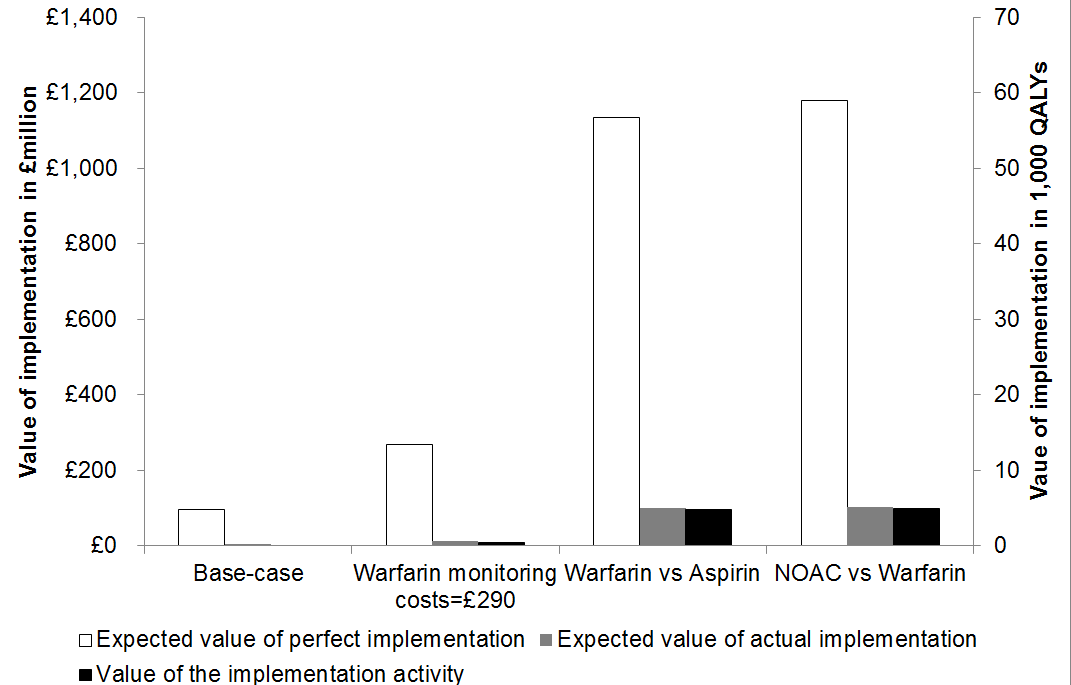 £1,400
£1,200
£1,000
£800
£600
£400
£200
£0
Value of implementation in £million
70
60
50
40
30
20
10
0
Vaue of implementation in 1,000 QALYs
Base-case
Warfarin monitoring
costs=£290
Warfarin vs Aspirin
NOAC vs Warfarin
Expected value of perfect implementation
Expected value of actual implementation
Value of the implementation activity